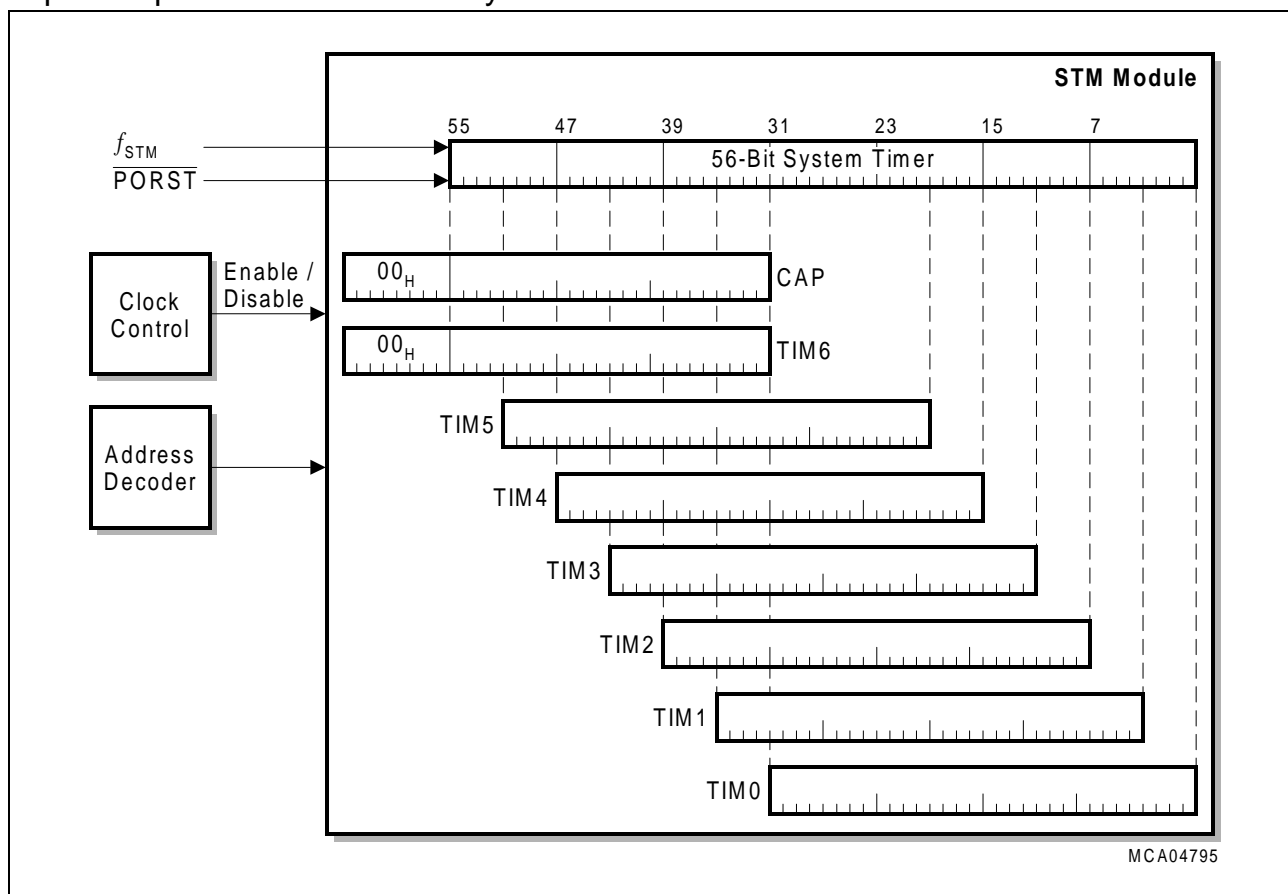 STM Module
55 47 39 31 23 15 7
fSTM
PORST
56-Bit System Timer
Clock
Control
Enable /
Disable
00H
CAP
00H
TIM6
Address
Decoder
TIM5
TIM4
TIM3
TIM2
TIM1
TIM0
MCA04795